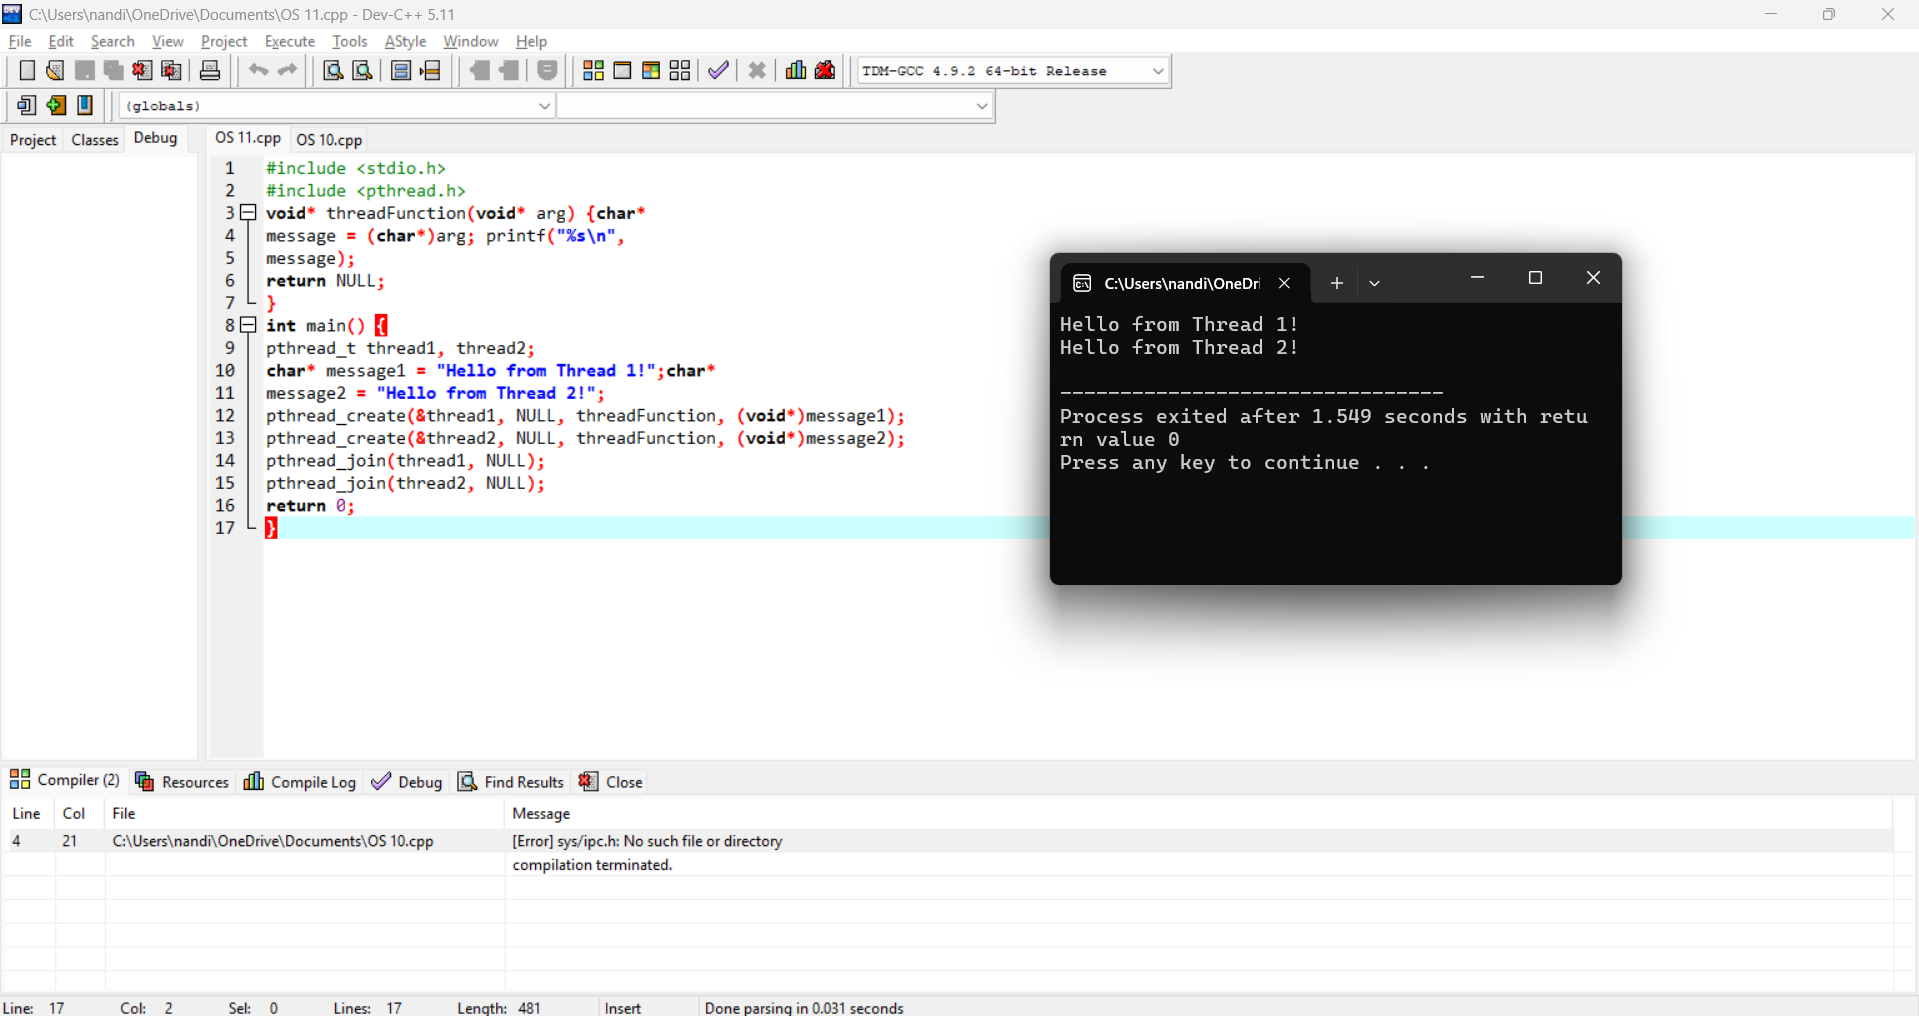 C:\Users\nandi\OneDrive\Documents\OS 11.cpp - Dev-C++ 5.11
File Edit Search View Project Execute Tools AStyle Window Help
TDM-GCC 4.9.2 64-bit Release
(globals)
Project Classes Debug
OS 11.cpp OS 10.cpp
1 #include <stdio.h>
2 #include <pthread.h>
3 void* threadFunction(void* arg) {char*
4 message = (char*)arg; printf("%s\n",
5 message);
6 return NULL;
7 }
8 int main() {
9 pthread_t thread1, thread2;
10 char* message1 = "Hello from Thread 1!";char*
11 message2 = "Hello from Thread 2!";
12 pthread_create(&thread1, NULL, threadFunction, (void*)message1);
13 pthread_create(&thread2, NULL, threadFunction, (void*)message2);
14 pthread_join(thread1, NULL);
15 pthread_join(thread2, NULL);
16 return 0;
17 }
C:\Users\nandi\OneDri
Hello from Thread 1!
Hello from Thread 2!
--------------------------------
Process exited after 1.549 seconds with retu
rn value 0
Press any key to continue . . .
Compiler (2) Resources Compile Log Debug Find Results Close
Line Col File Message
4 21 C:\Users\nandi\OneDrive\Documents\OS 10.cpp [Error] sys/ipc.h: No such file or directory
compilation terminated.
Line: 17 Col: 2 Sel: 0 Lines: 17 Length: 481 Insert Done parsing in 0.031 seconds